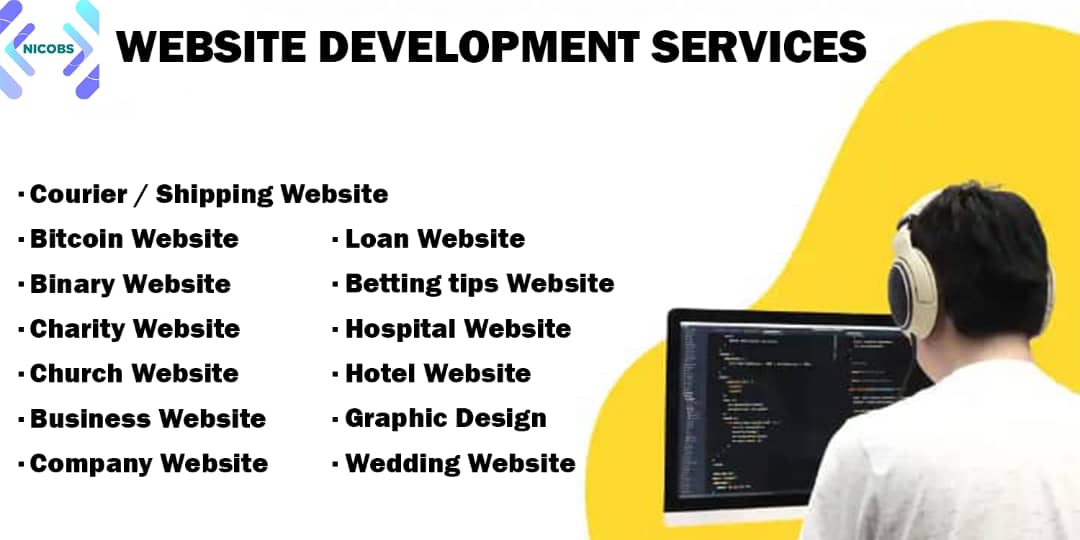 NICOBS
WEBSITE DEVELOPMENT SERVICES
· Courier / Shipping Website
· Bitcoin Website
· Binary Website
· Charity Website
· Church Website
· Business Website
· Company Website
· Loan Website
· Betting tips Website
· Hospital Website
· Hotel Website
· Graphic Design
· Wedding Website